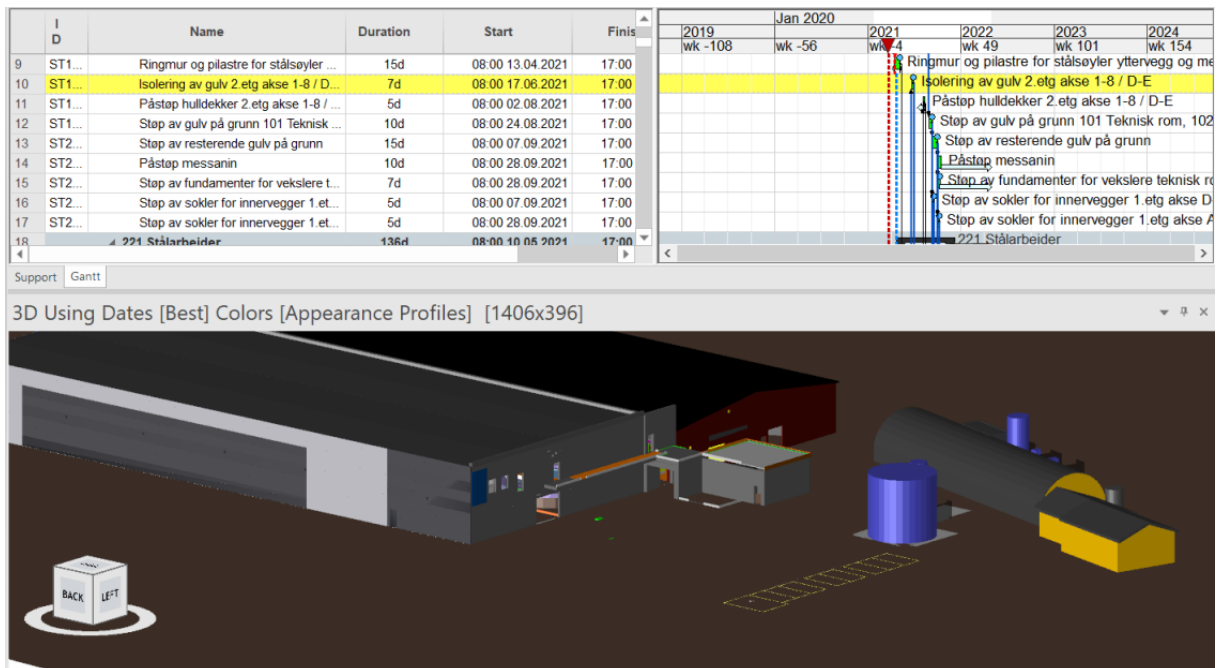 I
D
Name
Duration
Start
Finis
9 ST1... Ringmur og pilastre for stålsøyler 15d 08:00 13.04.2021 17:00
10 ST1... Isolering av gulv 2.etg akse 1-8 / D... 7d 08:00 17.06.2021 17:00
11 ST1... Påstøp hulldekker 2.etg akse 1-8 / ... 5d 08:00 02.08.2021 17:00
12 ST1... Støp av gulv på grunn 101 Teknisk ... 10d 08:00 24.08.2021 17:00
13 ST2... Støp av resterende gulv på grunn 15d 08:00 07.09.2021 17:00
14 ST2... Påstøp messanin 10d 08:00 28.09.2021 17:00
15 ST2... Støp av fundamenter for vekslere t... 7d 08:00 28.09.2021 17:00
16 ST2... Støp av sokler for innervegger 1.et... 5d 08:00 07.09.2021 17:00
17 ST2... Støp av sokler for innervegger 1.et... 5d 08:00 28.09.2021 17:00
18 221 Stålarbeider 136d 08:00 10.05.2021 17:00
Jan 2020
2019 2021 2022 2023 2024
wk -108 wk -56 wk -4 wk 49 wk 101 wk 154
Ringmur og pilastre for stålsøyler yttervegg og me
Isolering av gulv 2.etg akse 1-8 / D-E
Påstøp hulldekker 2.etg akse 1-8 / D-E
Støp av gulv på grunn 101 Teknisk rom, 102
Støp av resterende gulv på grunn
Påstøp messanin
Støp av fundamenter for vekslere teknisk ro
Støp av sokler for innervegger 1.etg akse D
Støp av sokler for innervegger 1.etg akse A
221 Stålarbeider
Support Gantt
3D Using Dates [Best] Colors [Appearance Profiles] [1406x396]
BACK LEFT